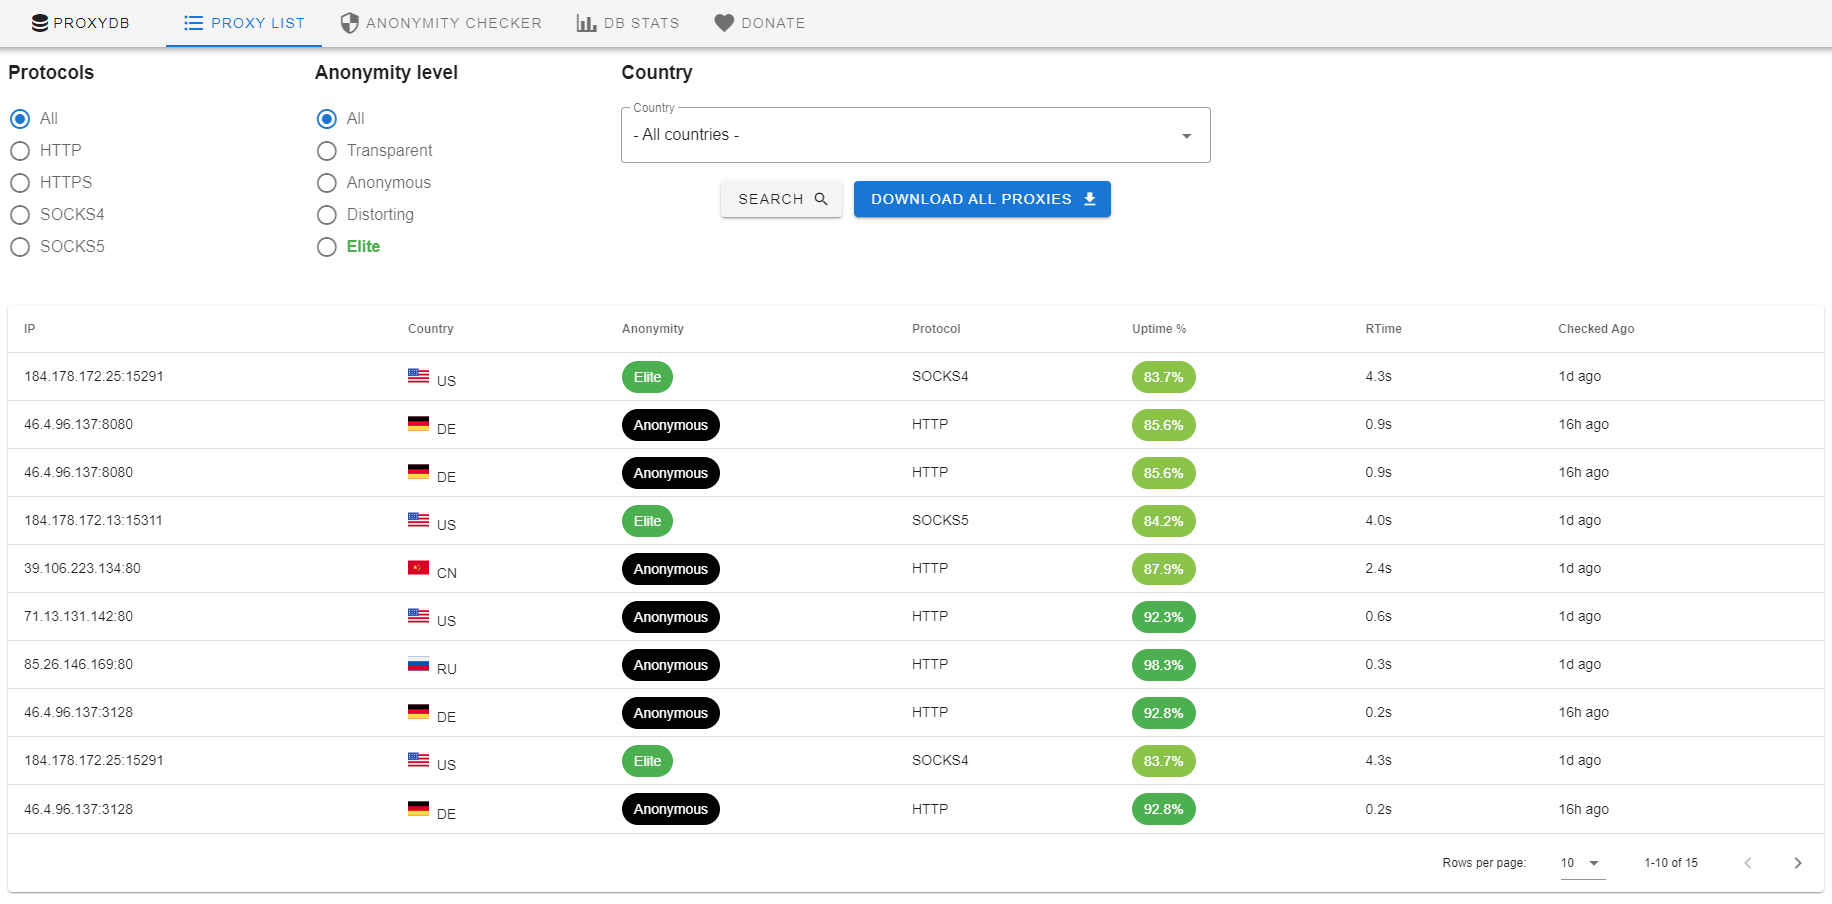 PROXYDB PROXY LIST ANONYMITY CHECKER DB STATS DONATE
Protocols Anonymity level Country
Country
All All - All countries -
HTTP Transparent
HTTPS Anonymous SEARCH DOWNLOAD ALL PROXIES
SOCKS4 Distorting
SOCKS5 Elite
IP Country Anonymity Protocol Uptime % RTime Checked Ago
184.178.172.25:15291 US Elite SOCKS4 83.7% 4.3s 1d ago
46.4.96.137:8080 DE Anonymous HTTP 85.6% 0.9s 16h ago
46.4.96.137:8080 DE Anonymous HTTP 85.6% 0.9s 16h ago
184.178.172.13:15311 US Elite SOCKS5 84.2% 4.0s 1d ago
39.106.223.134:80 CN Anonymous HTTP 87.9% 2.4s 1d ago
71.13.131.142:80 US Anonymous HTTP 92.3% 0.6s 1d ago
85.26.146.169:80 RU Anonymous HTTP 98.3% 0.3s 1d ago
46.4.96.137:3128 DE Anonymous HTTP 92.8% 0.2s 16h ago
184.178.172.25:15291 US Elite SOCKS4 83.7% 4.3s 1d ago
46.4.96.137:3128 DE Anonymous HTTP 92.8% 0.2s 16h ago
Rows per page: 10 1-10 of 15